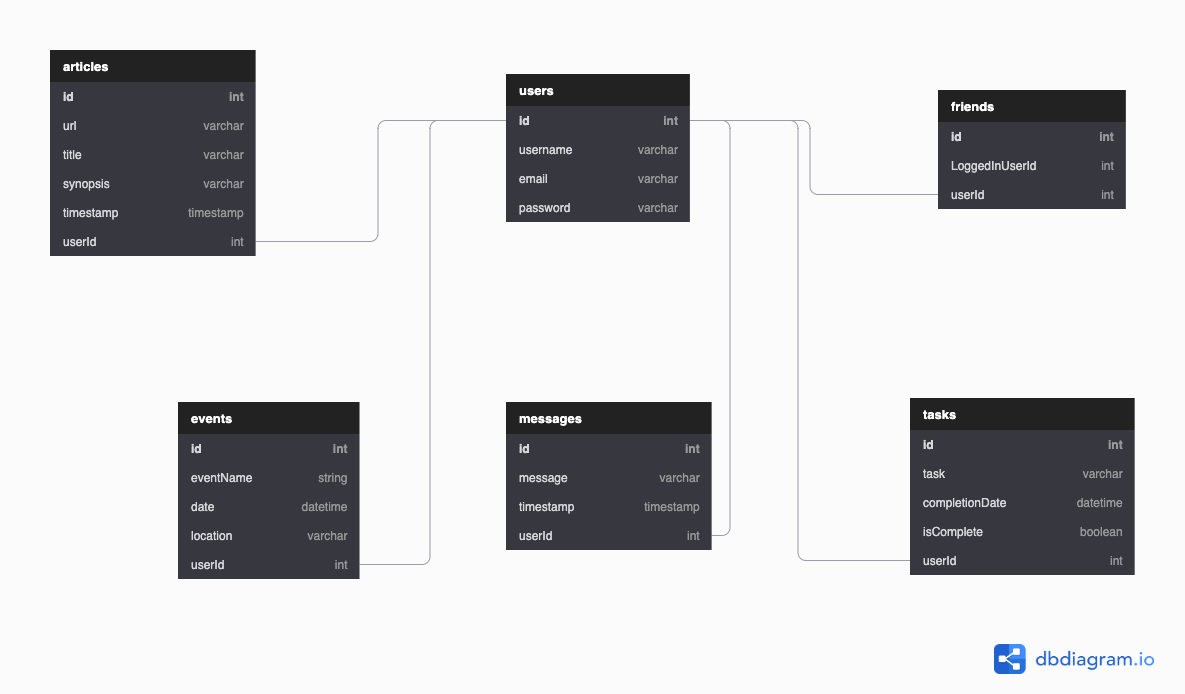 articles
id int
url varchar
title varchar
synopsis varchar
timestamp timestamp
userId int
users
id int
username varchar
email varchar
password varchar
friends
id int
LoggedInUserId int
userId int
events
id int
eventName string
date datetime
location varchar
userId int
messages
id int
message varchar
timestamp timestamp
userId int
tasks
id int
task varchar
completionDate datetime
isComplete boolean
userId int
dbdiagram.io